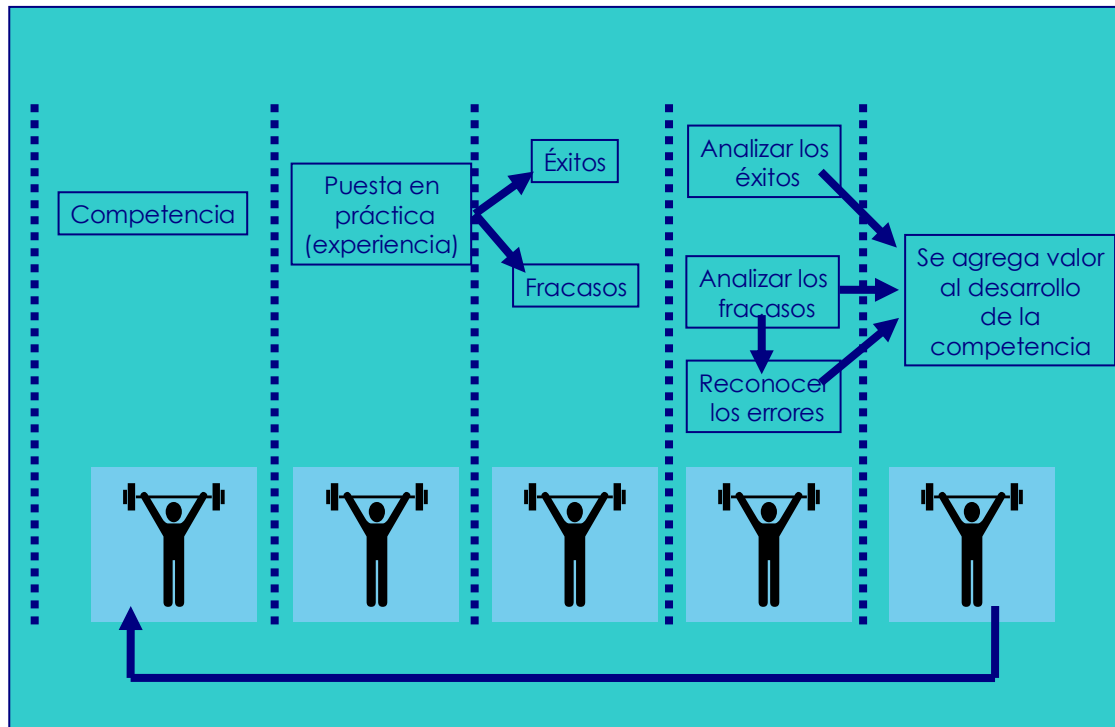 Competencia
Puesta en
práctica
(experiencia)
Éxitos
Fracasos
Analizar los
éxitos
Analizar los
fracasos
Reconocer
los errores
Se agrega valor
al desarrollo
de la
competencia